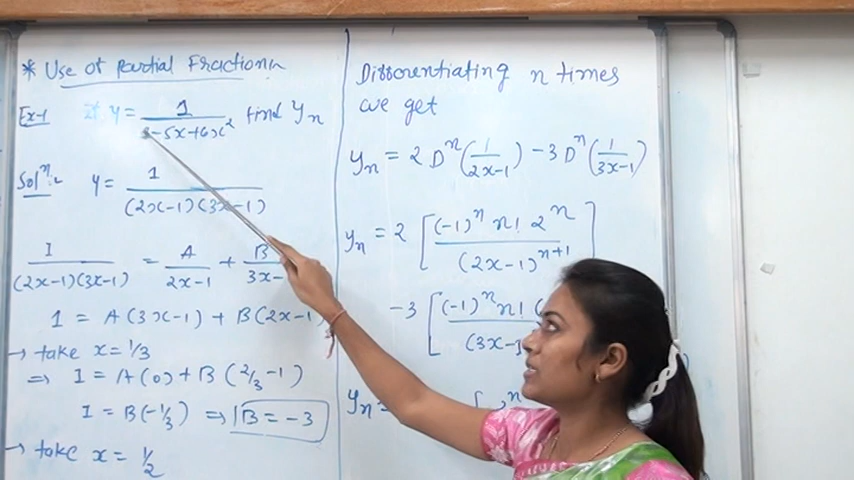 * Use of Partial Fraction
Ex-1 If y = 1/( -5x+6x²) find yn
Solⁿ:- y = 1/((2x-1)(3x-1))
1/((2x-1)(3x-1)) = A/(2x-1) + B/(3x-
1 = A(3x-1) + B(2x-1)
→ take x = 1/3
⇒ 1 = A(0) + B(2/3 -1)
1 = B(-1/3) ⇒ B = -3
→ take x = 1/2
Differentiating n times
we get
yn = 2 Dⁿ(1/(2x-1)) - 3 Dⁿ(1/(3x-1))
yn = 2 [(-1)ⁿ n! 2ⁿ/(2x-1)ⁿ⁺¹]
-3 [(-1)ⁿ n! (/(3x-1
yn =